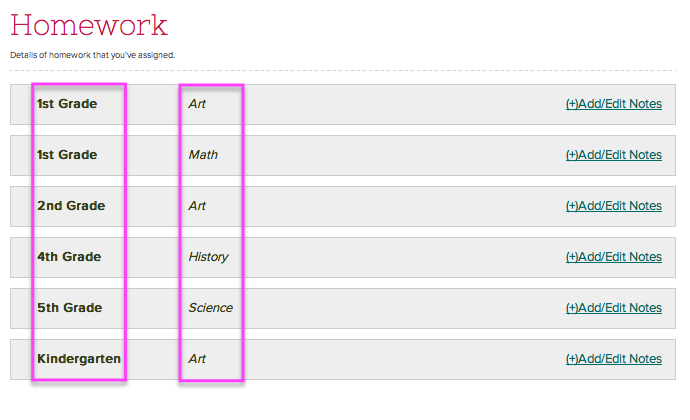 Homework
Details of homework that you've assigned.
1st Grade Art (+)Add/Edit Notes
1st Grade Math (+)Add/Edit Notes
2nd Grade Art (+)Add/Edit Notes
4th Grade History (+)Add/Edit Notes
5th Grade Science (+)Add/Edit Notes
Kindergarten Art (+)Add/Edit Notes